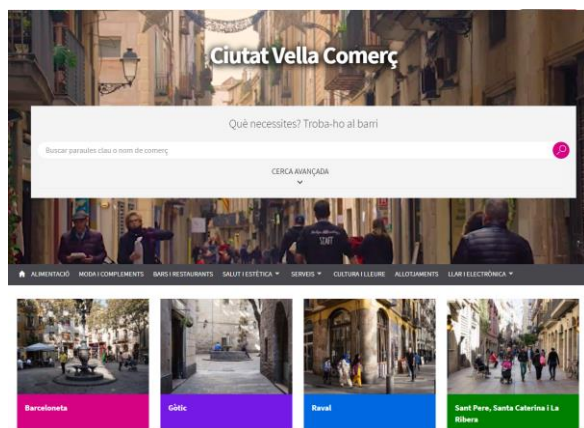 Ciutat Vella Comerç
Què necessites? Troba-ho al barri
Buscar paraules clau o nom de comerç
CERCA AVANÇADA
STAFF
ALIMENTACIÓ MODA I COMPLEMENTS BARS I RESTAURANTS SALUT I ESTÈTICA SERVEIS CULTURA I LLEURE ALLOTJAMENTS LLAR I ELECTRÒNICA
Barceloneta
Gòtic
Raval
Sant Pere, Santa Caterina i La
Ribera